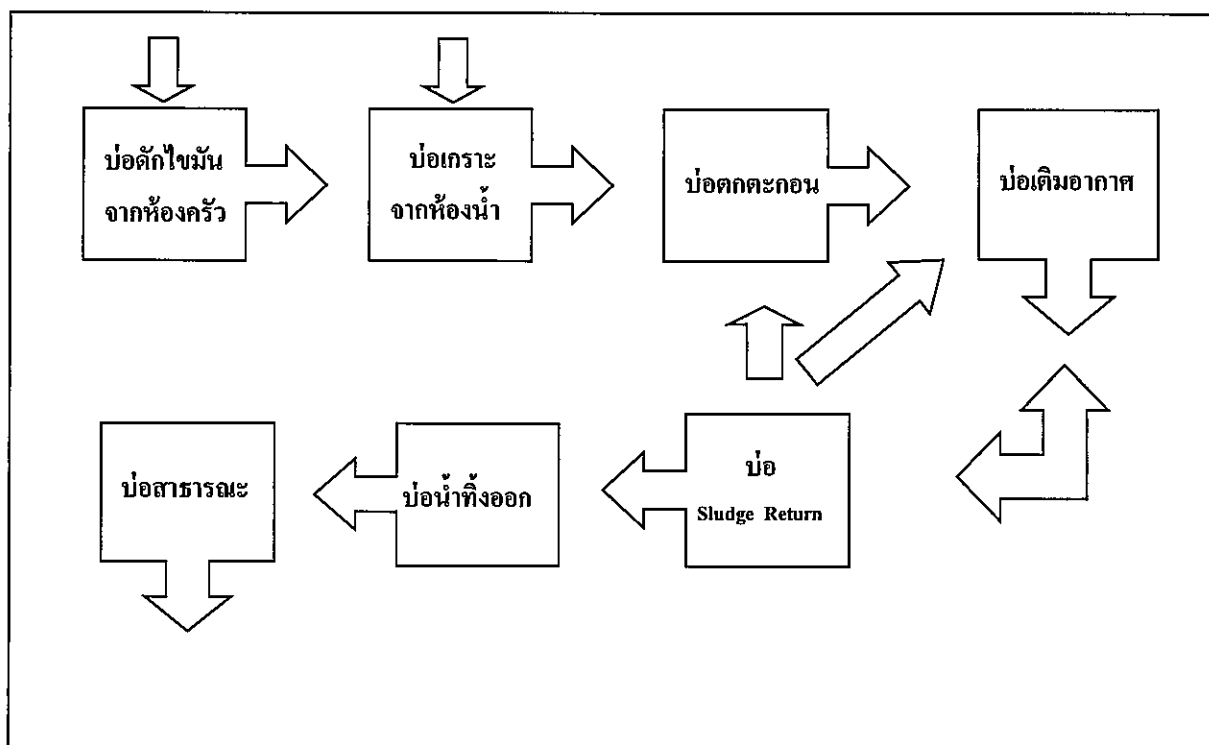 บ่อดักไขมัน
จากห้องครัว
บ่อเกราะ
จากห้องน้ำ
บ่อตกตะกอน
บ่อเติมอากาศ
บ่อสาธารณะ
บ่อน้ำทิ้งออก
บ่อ
Sludge Return